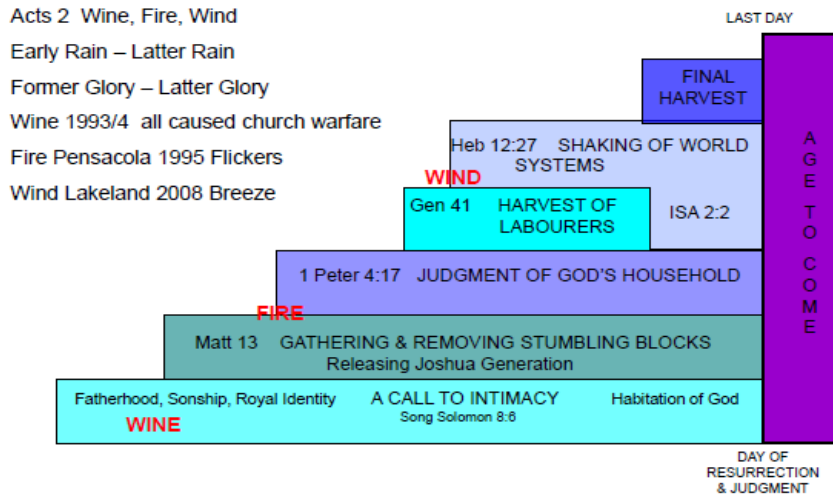 Acts 2  Wine, Fire, Wind
Early Rain – Latter Rain
Former Glory – Latter Glory
Wine 1993/4  all caused church warfare
Fire Pensacola 1995 Flickers
Wind Lakeland 2008 Breeze
LAST DAY
FINAL
HARVEST
Heb 12:27  SHAKING OF WORLD
SYSTEMS
WIND
Gen 41  HARVEST OF
LABOURERS
ISA 2:2
1 Peter 4:17  JUDGMENT OF GOD'S HOUSEHOLD
FIRE
Matt 13  GATHERING & REMOVING STUMBLING BLOCKS
Releasing Joshua Generation
Fatherhood, Sonship, Royal Identity
A CALL TO INTIMACY
Song Solomon 8:6
Habitation of God
WINE
AGE TO COME
DAY OF
RESURRECTION
& JUDGMENT